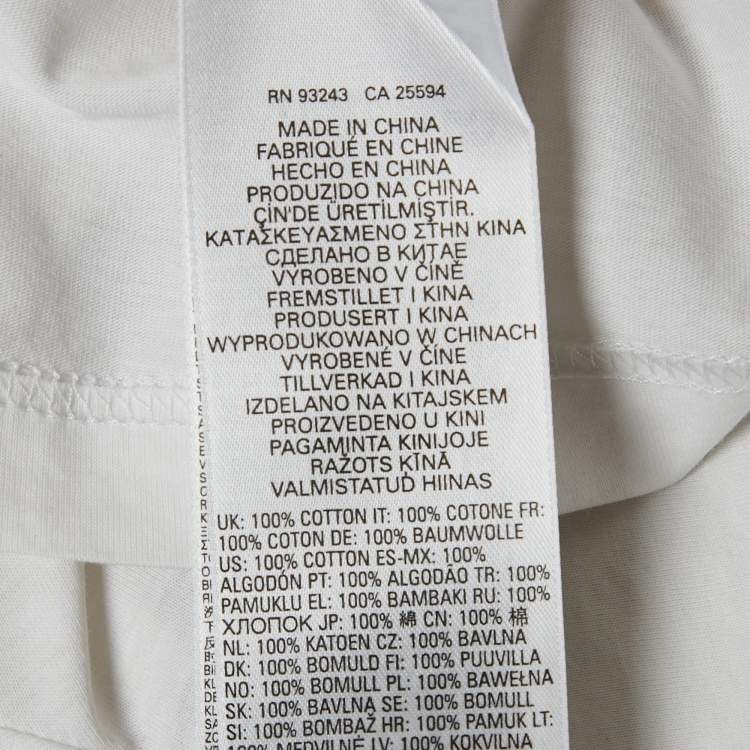 RN 93243 CA 25594
MADE IN CHINA
FABRIQUÉ EN CHINE
HECHO EN CHINA
PRODUZIDO NA CHINA
ÇİN'DE ÜRETİLMİŞTİR.
ΚΑΤΑΣΚΕΥΑΣΜΕΝΟ ΣΤΗΝ ΚΙΝΑ
СДЕЛАНО В КИТАЕ
VYROBENO V ČÍNĚ
FREMSTILLET I KINA
PRODUSERT I KINA
WYPRODUKOWANO W CHINACH
VYROBENÉ V ČÍNE
TILLVERKAD I KINA
IZDELANO NA KITAJSKEM
PROIZVEDENO U KINI
PAGAMINTA KINIJOJE
RAŽOTS ĶĪNĀ
VALMISTATUD HIINAS
UK: 100% COTTON IT: 100% COTONE FR:
100% COTON DE: 100% BAUMWOLLE
US: 100% COTTON ES-MX: 100%
ALGODÓN PT: 100% ALGODÃO TR: 100%
PAMUKLU EL: 100% ΒΑΜΒΑΚΙ RU: 100%
ХЛОПОК JP: 100% 綿 CN: 100% 棉
NL: 100% KATOEN CZ: 100% BAVLNA
DK: 100% BOMULD FI: 100% PUUVILLA
NO: 100% BOMULL PL: 100% BAWEŁNA
SK: 100% BAVLNA SE: 100% BOMULL
SI: 100% BOMBAŽ HR: 100% PAMUK LT:
100% MEDVILNĖ LV: 100% KOKVILNA